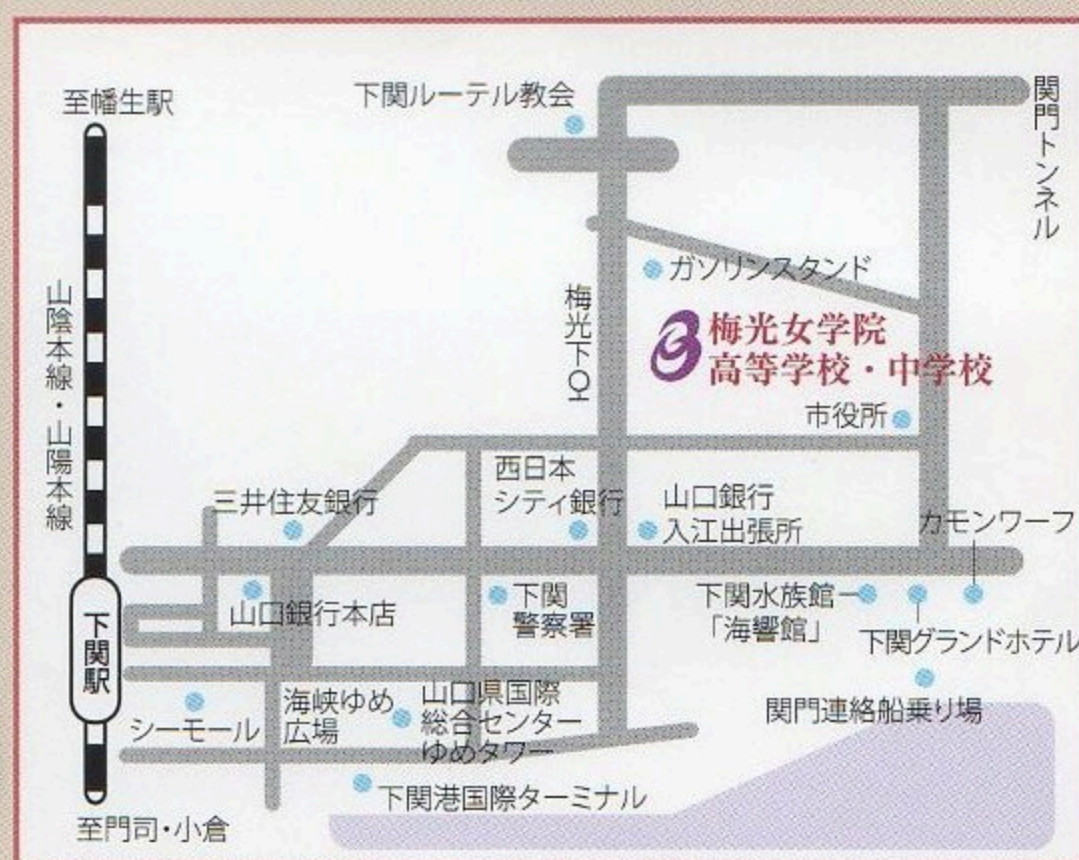 至幡生駅
下関ルーテル教会
関門トンネル
ガソリンスタンド
山陰本線・山陽本線
梅光下
梅光女学院
高等学校・中学校
市役所
西日本
シティ銀行
三井住友銀行
山口銀行
入江出張所
カモンワーフ
山口銀行本店
下関
警察署
下関水族館
「海響館」
下関グランドホテル
下関駅
関門連絡船乗り場
シーモール
海峡ゆめ
広場
山口県国際
総合センター
ゆめタワー
下関港国際ターミナル
至門司・小倉